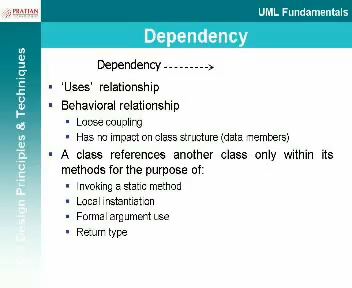 PRATIAN
UML Fundamentals
Dependency
Dependency
'Uses' relationship
Behavioral relationship
Loose coupling
Has no impact on class structure (data members)
A class references another class only within its
methods for the purpose of:
Invoking a static method
Local instantiation
Formal argument use
Return type
Design Principles & Techniques